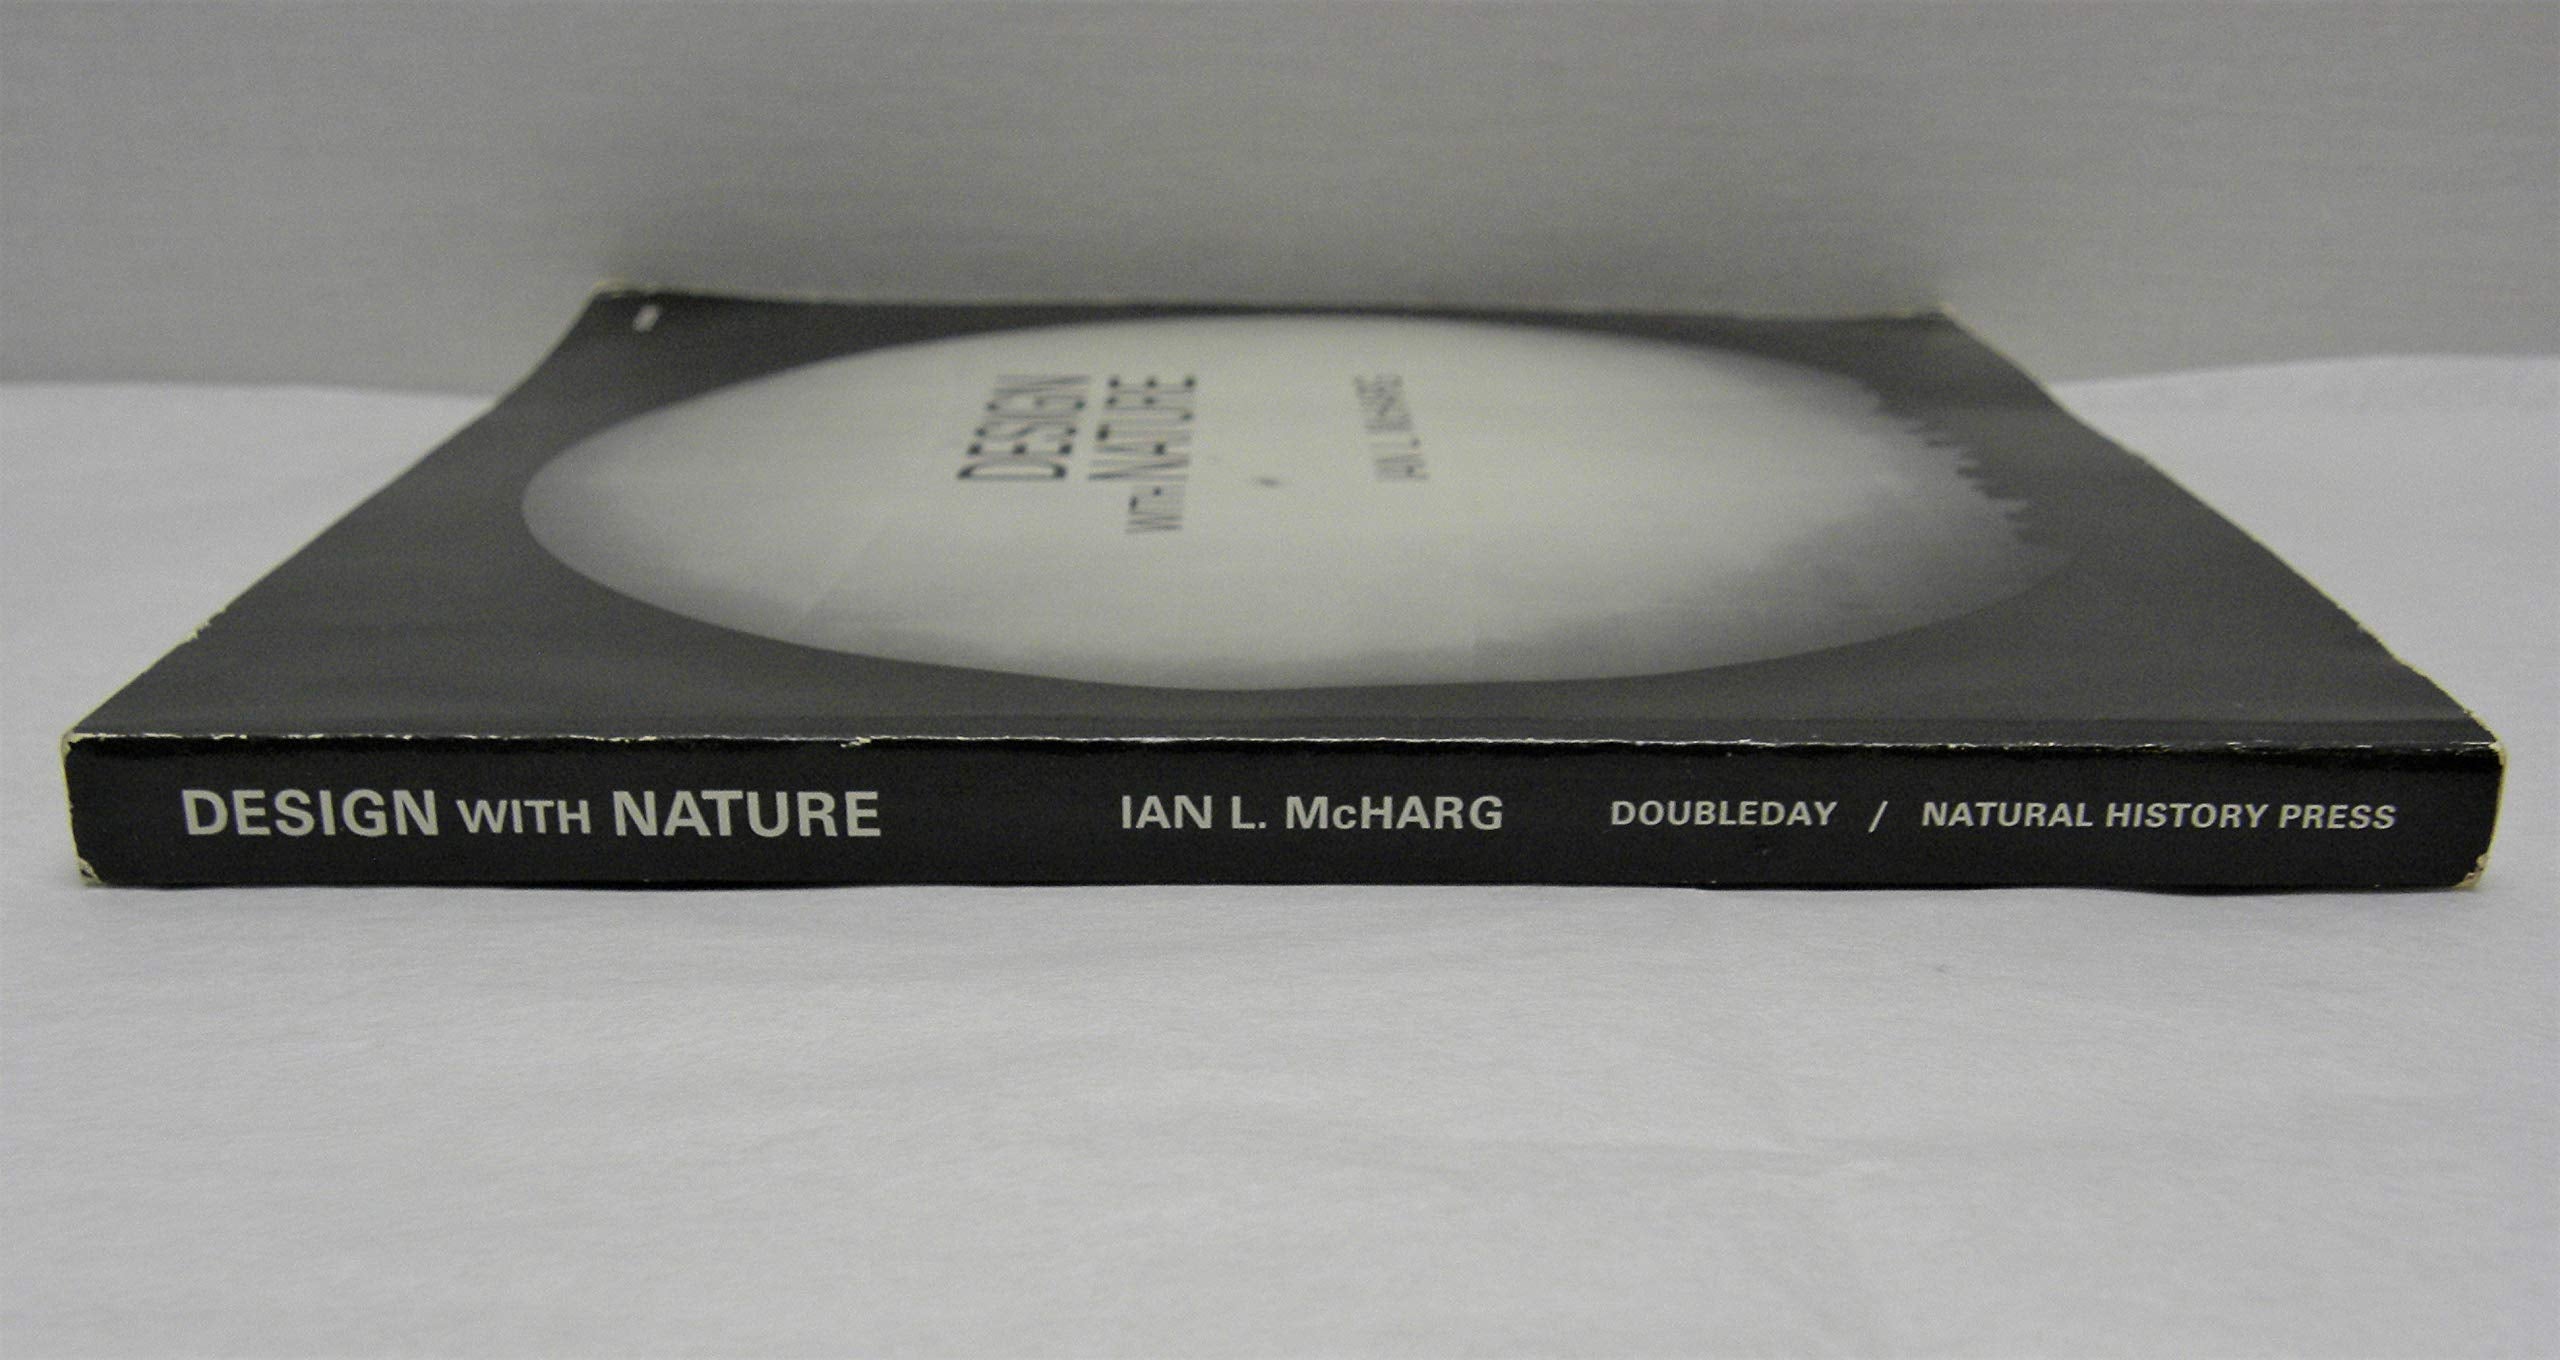 DESIGN
WITH NATURE
IAN L. McHARG
DESIGN WITH NATURE IAN L. McHARG DOUBLEDAY / NATURAL HISTORY PRESS